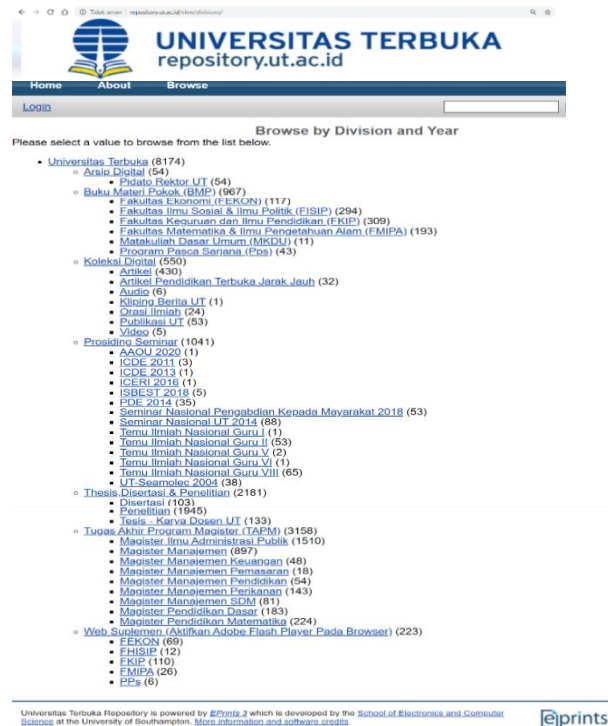 Tidak aman | repository.ut.ac.id/view/divisions/
UNIVERSITAS TERBUKA
repository.ut.ac.id
Home About Browse
Login
Browse by Division and Year
Please select a value to browse from the list below.
Universitas Terbuka (8174)
Arsip Digital (54)
Pidato Rektor UT (54)
Buku Materi Pokok (BMP) (967)
Fakultas Ekonomi (FEKON) (117)
Fakultas Ilmu Sosial & Ilmu Politik (FISIP) (294)
Fakultas Keguruan dan Ilmu Pendidikan (FKIP) (309)
Fakultas Matematika & Ilmu Pengetahuan Alam (FMIPA) (193)
Matakuliah Dasar Umum (MKDU) (11)
Program Pasca Sarjana (Pps) (43)
Koleksi Digital (550)
Artikel (430)
Artikel Pendidikan Terbuka Jarak Jauh (32)
Audio (6)
Kliping Berita UT (1)
Orasi Ilmiah (24)
Publikasi UT (53)
Video (5)
Prosiding Seminar (1041)
AAOU 2020 (1)
ICDE 2011 (3)
ICDE 2013 (1)
ICERI 2016 (1)
ISBEST 2018 (5)
PDE 2014 (35)
Seminar Nasional Pengabdian Kepada Mayarakat 2018 (53)
Seminar Nasional UT 2014 (88)
Temu Ilmiah Nasional Guru I (1)
Temu Ilmiah Nasional Guru II (53)
Temu Ilmiah Nasional Guru V (2)
Temu Ilmiah Nasional Guru VI (1)
Temu Ilmiah Nasional Guru VIII (65)
UT-Seamolec 2004 (38)
Thesis,Disertasi & Penelitian (2181)
Disertasi (103)
Penelitian (1945)
Tesis - Karya Dosen UT (133)
Tugas Akhir Program Magister (TAPM) (3158)
Magister Ilmu Administrasi Publik (1510)
Magister Manajemen (897)
Magister Manajemen Keuangan (48)
Magister Manajemen Pemasaran (18)
Magister Manajemen Pendidikan (54)
Magister Manajemen Perikanan (143)
Magister Manajemen SDM (81)
Magister Pendidikan Dasar (183)
Magister Pendidikan Matematika (224)
Web Suplemen (Aktifkan Adobe Flash Player Pada Browser) (223)
FEKON (69)
FHISIP (12)
FKIP (110)
FMIPA (26)
PPs (6)
Universitas Terbuka Repository is powered by EPrints 3 which is developed by the School of Electronics and Computer
Science at the University of Southampton. More information and software credits.
eprints